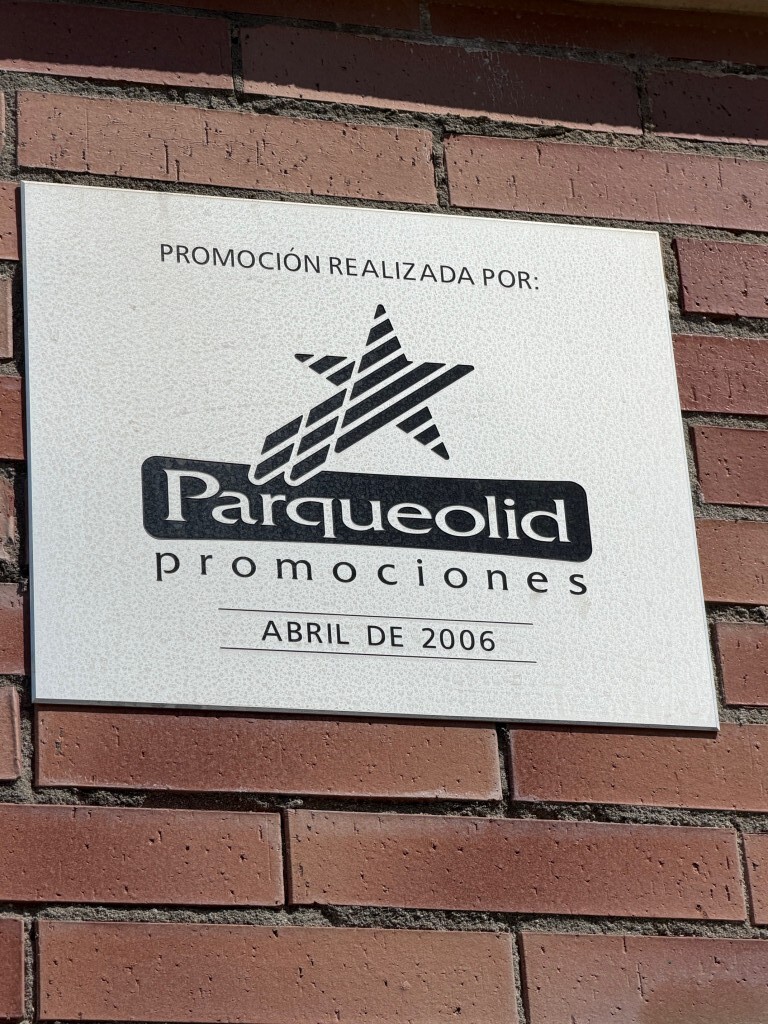 PROMOCIÓN REALIZADA POR:
Parqueolid
promociones
ABRIL DE 2006